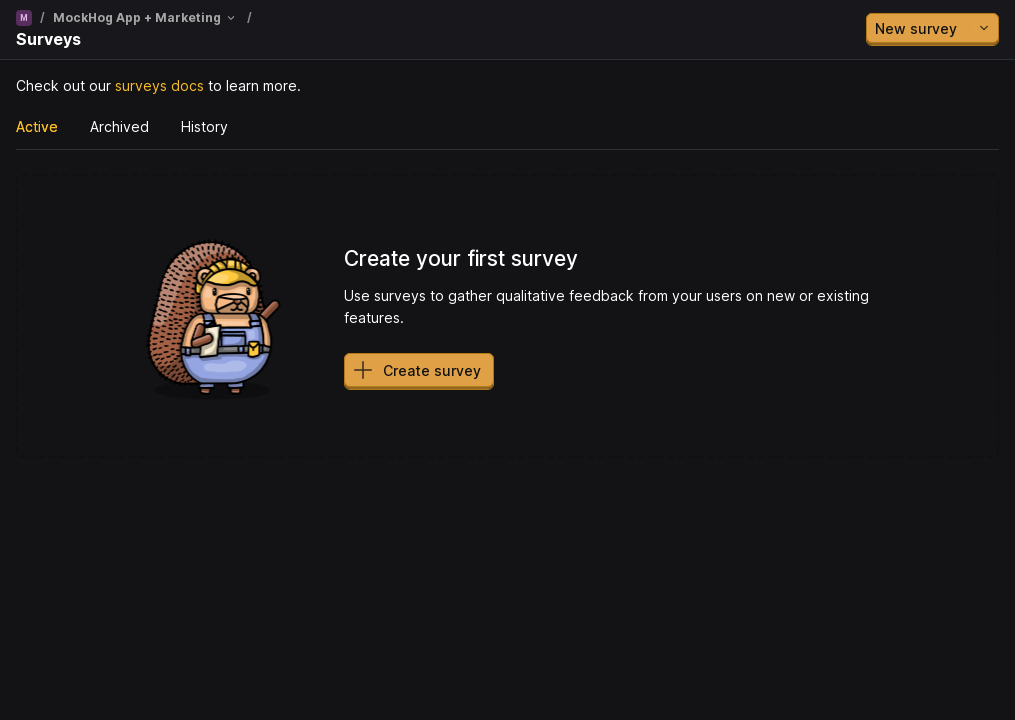 M / MockHog App + Marketing /
Surveys
New survey
Check out our surveys docs to learn more.
Active Archived History
Create your first survey
Use surveys to gather qualitative feedback from your users on new or existing
features.
Create survey